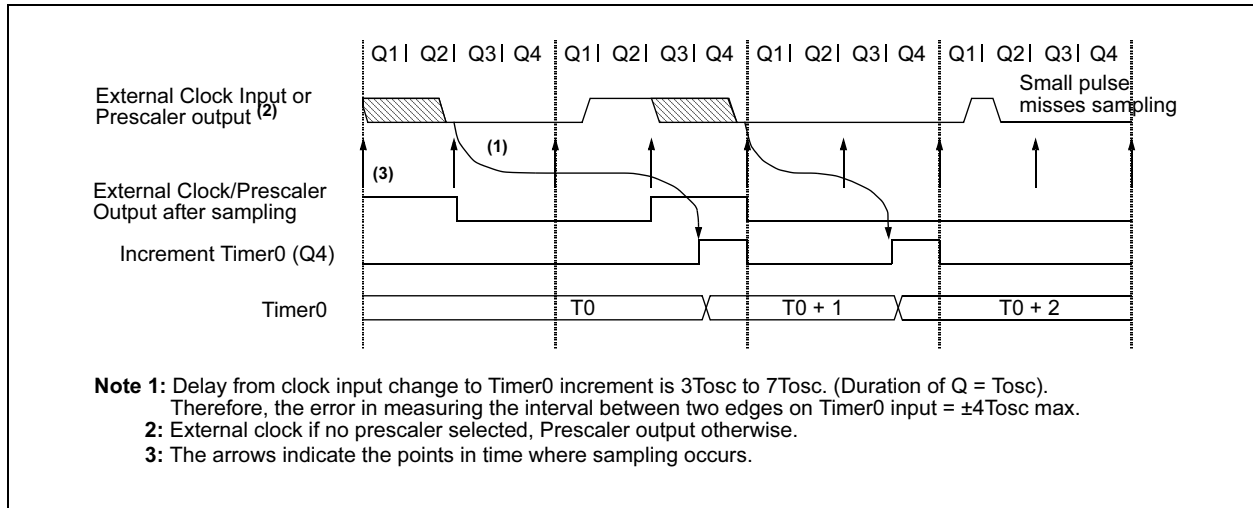 Q1| Q2| Q3| Q4 Q1| Q2| Q3| Q4 Q1| Q2| Q3| Q4 Q1| Q2| Q3| Q4
External Clock Input or
Prescaler output (2)
Small pulse
misses sampling
(1)
(3)
External Clock/Prescaler
Output after sampling
Increment Timer0 (Q4)
Timer0 T0 T0 + 1 T0 + 2
Note 1: Delay from clock input change to Timer0 increment is 3Tosc to 7Tosc. (Duration of Q = Tosc).
Therefore, the error in measuring the interval between two edges on Timer0 input = ±4Tosc max.
2: External clock if no prescaler selected, Prescaler output otherwise.
3: The arrows indicate the points in time where sampling occurs.